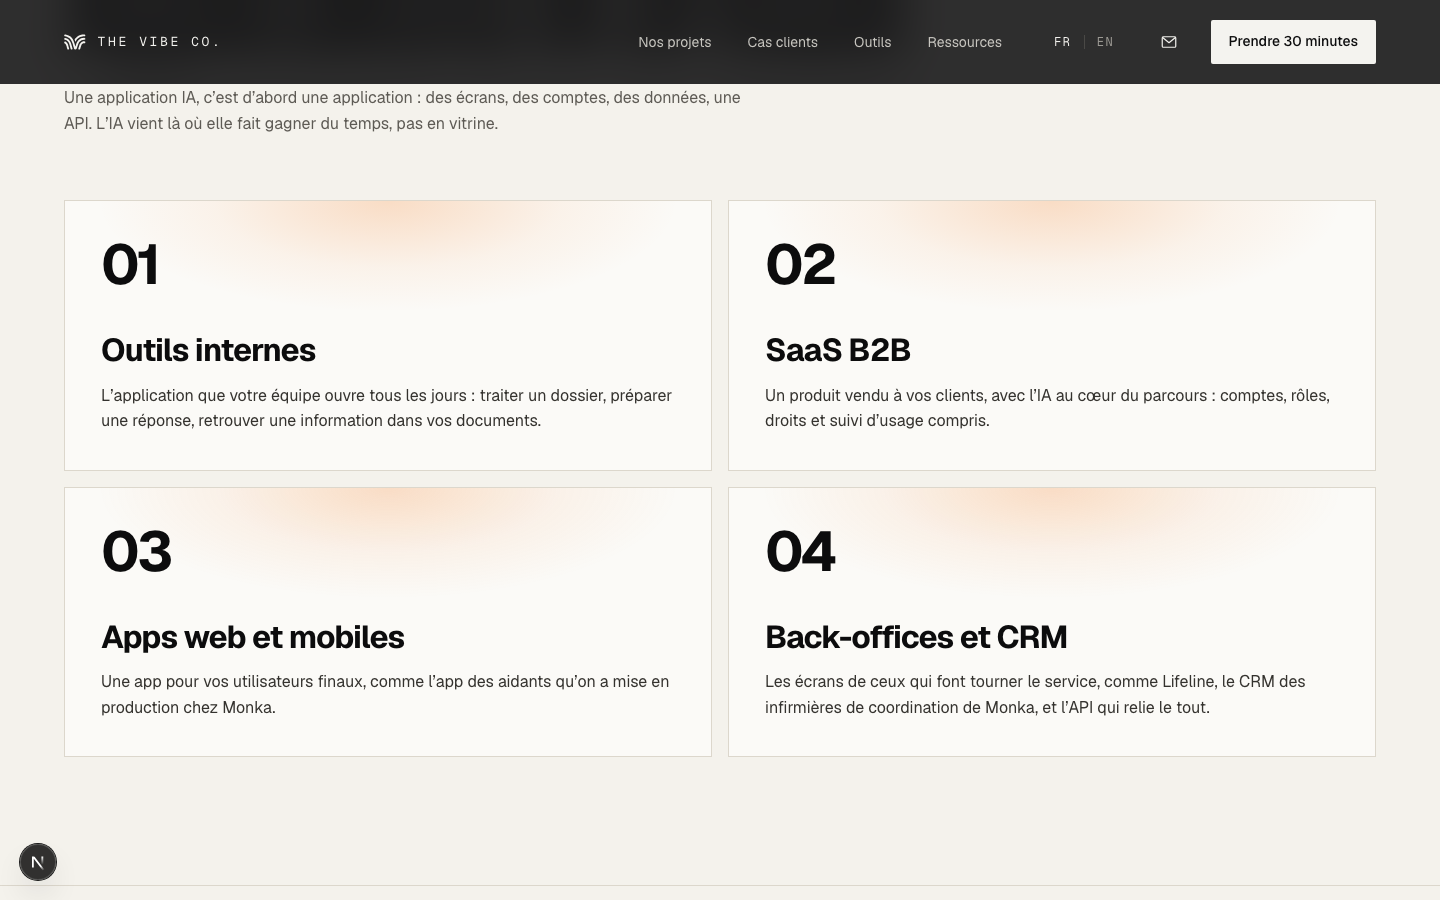 THE VIBE CO.
Nos projets
Cas clients
Outils
Ressources
FR
EN
Prendre 30 minutes
Une application IA, c’est d’abord une application : des écrans, des comptes, des données, une
API. L’IA vient là où elle fait gagner du temps, pas en vitrine.
01
Outils internes
L’application que votre équipe ouvre tous les jours : traiter un dossier, préparer
une réponse, retrouver une information dans vos documents.
02
SaaS B2B
Un produit vendu à vos clients, avec l’IA au cœur du parcours : comptes, rôles,
droits et suivi d’usage compris.
03
Apps web et mobiles
Une app pour vos utilisateurs finaux, comme l’app des aidants qu’on a mise en
production chez Monka.
04
Back-offices et CRM
Les écrans de ceux qui font tourner le service, comme Lifeline, le CRM des
infirmières de coordination de Monka, et l’API qui relie le tout.
N